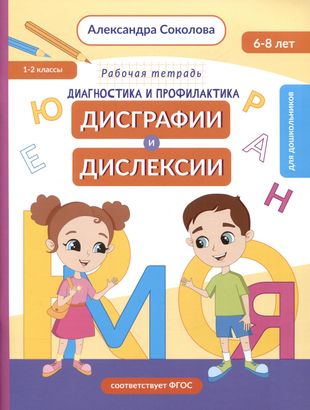 Александра Соколова
6-8 лет
1-2 классы
Рабочая тетрадь
ДИАГНОСТИКА И ПРОФИЛАКТИКА
ДИСГРАФИИ
и
ДИСЛЕКСИИ
для дошкольников
Ю
Е
Р
А
Н
Я
М
О
Я
соответствует ФГОС